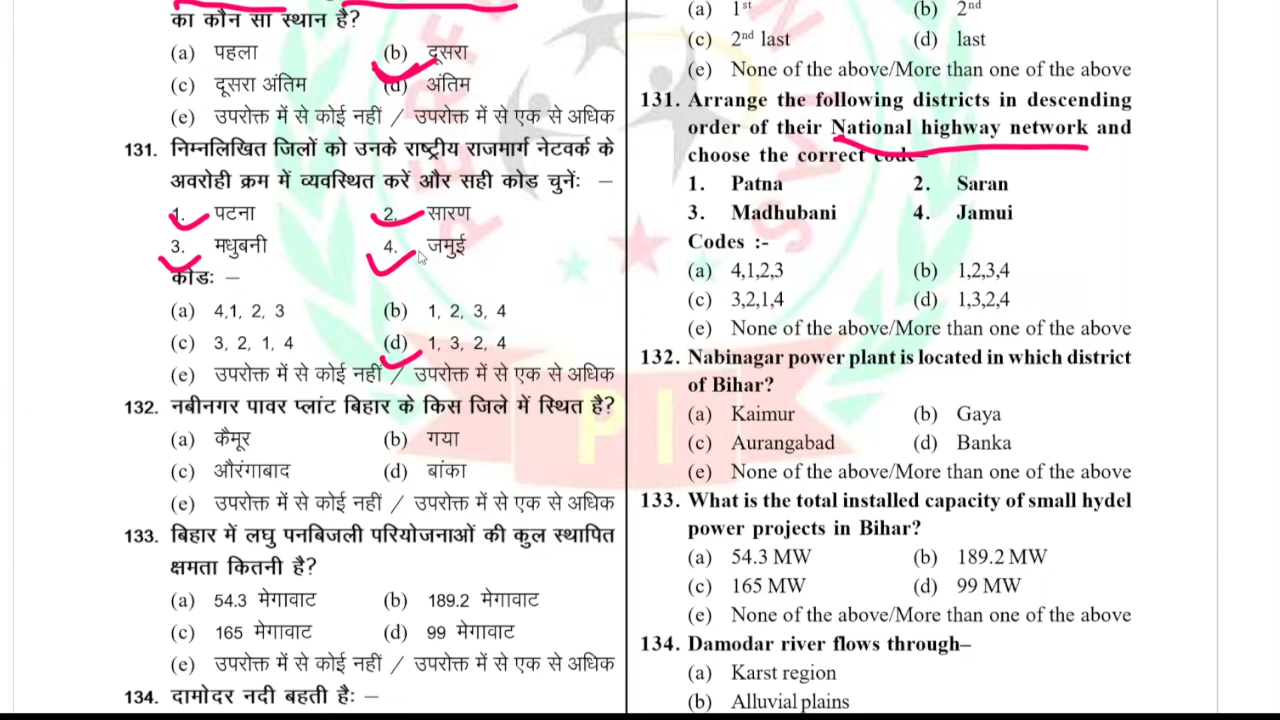 का कौन सा स्थान है?
(a) पहला (b) दूसरा
(c) दूसरा अंतिम (d) अंतिम
(e) उपरोक्त में से कोई नहीं / उपरोक्त में से एक से अधिक
131. निम्नलिखित जिलों को उनके राष्ट्रीय राजमार्ग नेटवर्क के
अवरोही क्रम में व्यवस्थित करें और सही कोड चुनेंः –
1. पटना 2. सारण
3. मधुबनी 4. जमुई
कोडः –
(a) 4,1, 2, 3 (b) 1, 2, 3, 4
(c) 3, 2, 1, 4 (d) 1, 3, 2, 4
(e) उपरोक्त में से कोई नहीं / उपरोक्त में से एक से अधिक
132. नबीनगर पावर प्लांट बिहार के किस जिले में स्थित है?
(a) कैमूर (b) गया
(c) औरंगाबाद (d) बांका
(e) उपरोक्त में से कोई नहीं / उपरोक्त में से एक से अधिक
133. बिहार में लघु पनबिजली परियोजनाओं की कुल स्थापित
क्षमता कितनी है?
(a) 54.3 मेगावाट (b) 189.2 मेगावाट
(c) 165 मेगावाट (d) 99 मेगावाट
(e) उपरोक्त में से कोई नहीं / उपरोक्त में से एक से अधिक
134. दामोदर नदी बहती हैः –
(a) 1st (b) 2nd
(c) 2nd last (d) last
(e) None of the above/More than one of the above
131. Arrange the following districts in descending
order of their National highway network and
choose the correct code–
1. Patna 2. Saran
3. Madhubani 4. Jamui
Codes :-
(a) 4,1,2,3 (b) 1,2,3,4
(c) 3,2,1,4 (d) 1,3,2,4
(e) None of the above/More than one of the above
132. Nabinagar power plant is located in which district
of Bihar?
(a) Kaimur (b) Gaya
(c) Aurangabad (d) Banka
(e) None of the above/More than one of the above
133. What is the total installed capacity of small hydel
power projects in Bihar?
(a) 54.3 MW (b) 189.2 MW
(c) 165 MW (d) 99 MW
(e) None of the above/More than one of the above
134. Damodar river flows through–
(a) Karst region
(b) Alluvial plains
PI